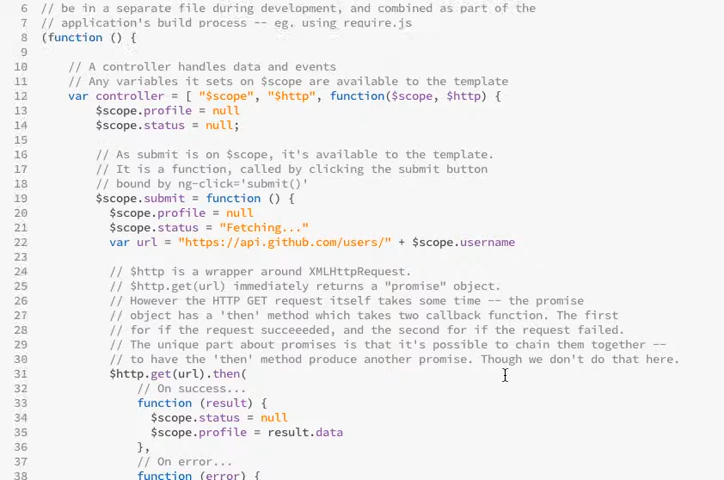 6 // be in a separate file during development, and combined as part of the
7 // application's build process -- eg. using require.js
8 (function () {
9
10 // A controller handles data and events
11 // Any variables it sets on $scope are available to the template
12 var controller = [ "$scope", "$http", function($scope, $http) {
13 $scope.profile = null
14 $scope.status = null;
15
16 // As submit is on $scope, it's available to the template.
17 // It is a function, called by clicking the submit button
18 // bound by ng-click='submit()'
19 $scope.submit = function () {
20 $scope.profile = null
21 $scope.status = "Fetching..."
22 var url = "https://api.github.com/users/" + $scope.username
23
24 // $http is a wrapper around XMLHttpRequest.
25 // $http.get(url) immediately returns a "promise" object.
26 // However the HTTP GET request itself takes some time -- the promise
27 // object has a 'then' method which takes two callback function. The first
28 // for if the request succeeeded, and the second for if the request failed.
29 // The unique part about promises is that it's possible to chain them together --
30 // to have the 'then' method produce another promise. Though we don't do that here.
31 $http.get(url).then(
32 // On success...
33 function (result) {
34 $scope.status = null
35 $scope.profile = result.data
36 },
37 // On error...
38 function (error) {